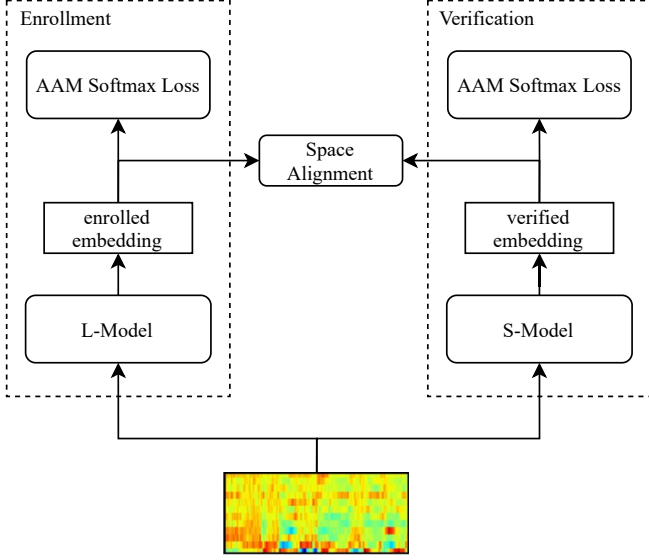 Enrollment
Verification
AAM Softmax Loss
AAM Softmax Loss
Space
Alignment
enrolled
embedding
verified
embedding
L-Model
S-Model